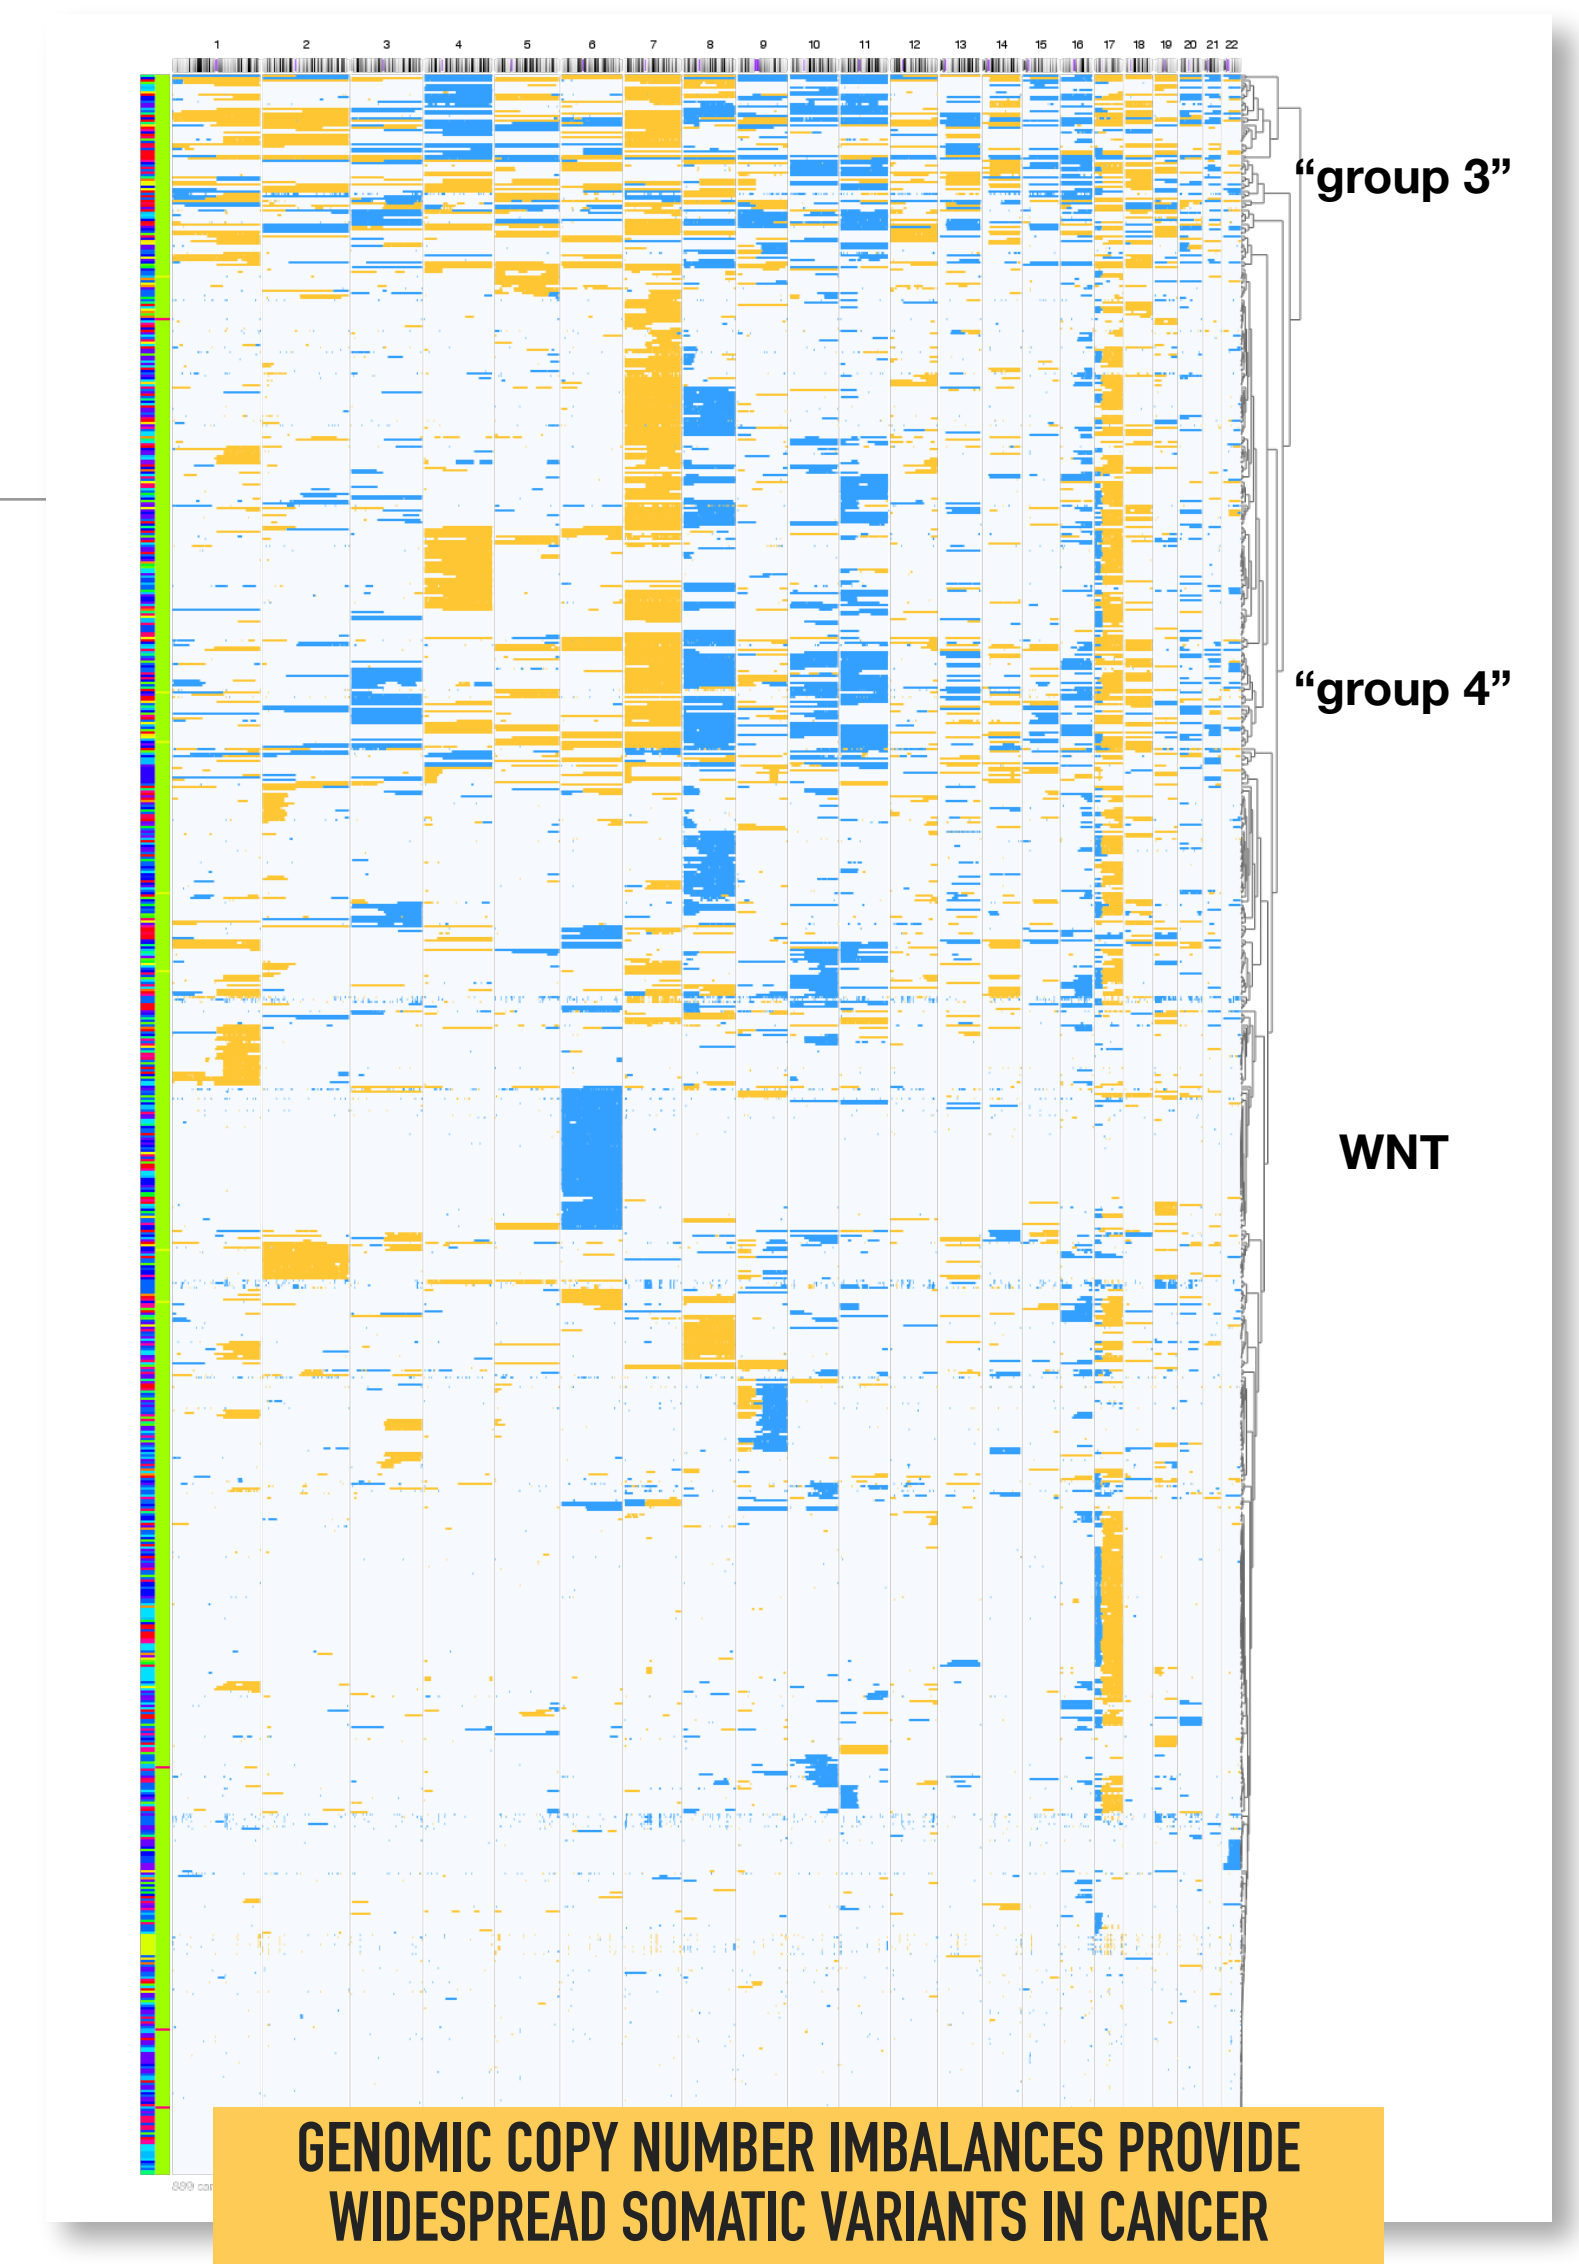 1 2 3 4 5 6 7 8 9 10 11 12 13 14 15 16 17 18 19 20 21 22
“group 3”
“group 4”
WNT
GENOMIC COPY NUMBER IMBALANCES PROVIDE
WIDESPREAD SOMATIC VARIANTS IN CANCER